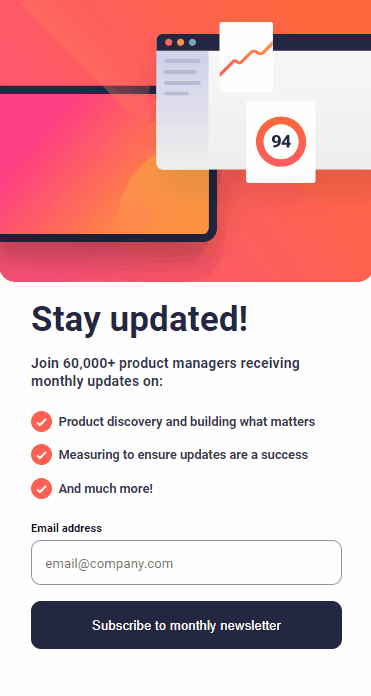 94
Stay updated!
Join 60,000+ product managers receiving
monthly updates on:
Product discovery and building what matters
Measuring to ensure updates are a success
And much more!
Email address
email@company.com
Subscribe to monthly newsletter